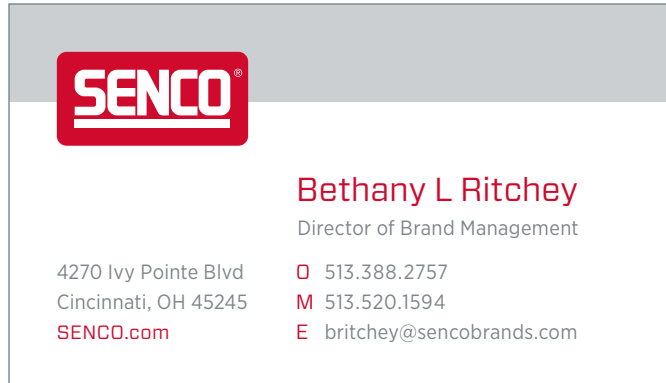 SENCO®
Bethany L Ritchey
Director of Brand Management
4270 Ivy Pointe Blvd
Cincinnati, OH 45245
SENCO.com
O 513.388.2757
M 513.520.1594
E britchey@sencobrands.com